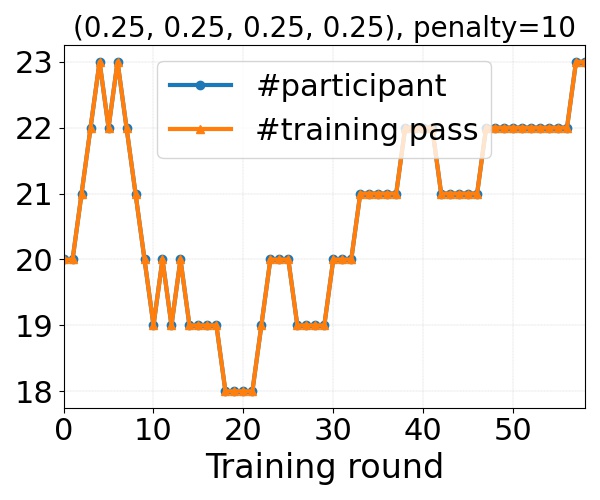 (0.25, 0.25, 0.25, 0.25), penalty=10
23
#participant
#training pass
22
21
20
19
18
0 10 20 30 40 50
Training round